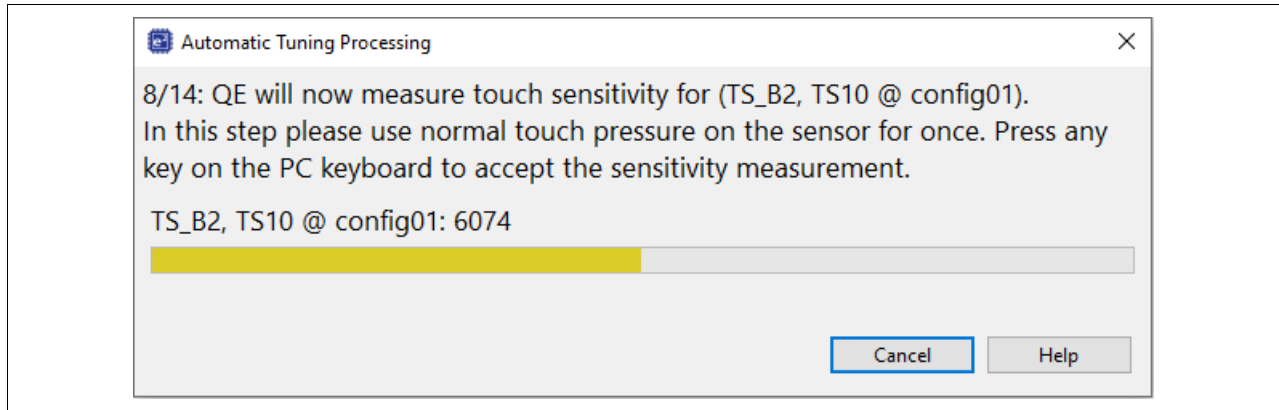 Automatic Tuning Processing
8/14: QE will now measure touch sensitivity for (TS_B2, TS10 @ config01).
In this step please use normal touch pressure on the sensor for once. Press any
key on the PC keyboard to accept the sensitivity measurement.
TS_B2, TS10 @ config01: 6074
Cancel Help